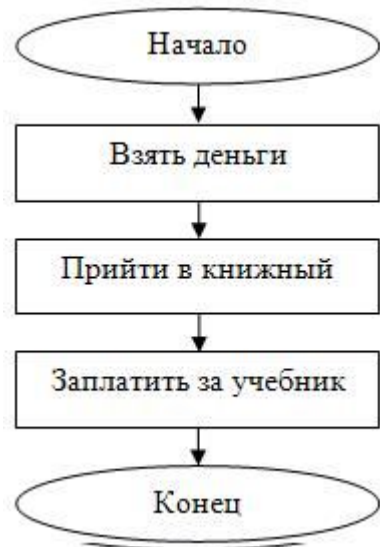 Начало
Взять деньги
Прийти в книжный
Заплатить за учебник
Конец